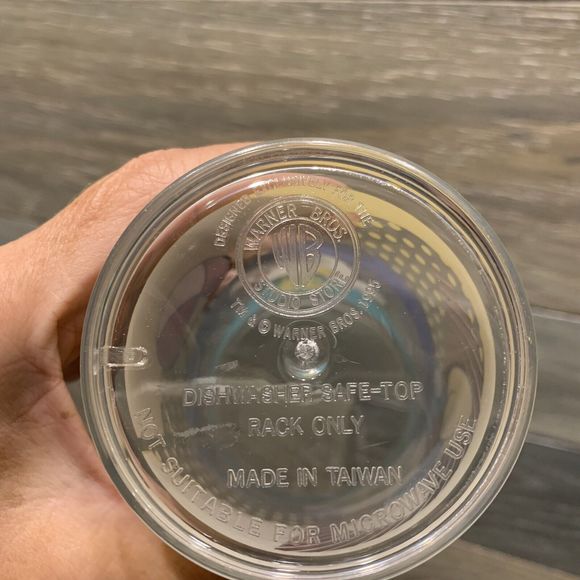 DESIGNED EXCLUSIVELY FOR THE
WARNER BROS.
WB
STUDIO STORE
TM & © WARNER BROS. 1995
DISHWASHER SAFE-TOP
RACK ONLY
MADE IN TAIWAN
NOT SUITABLE FOR MICROWAVE USE